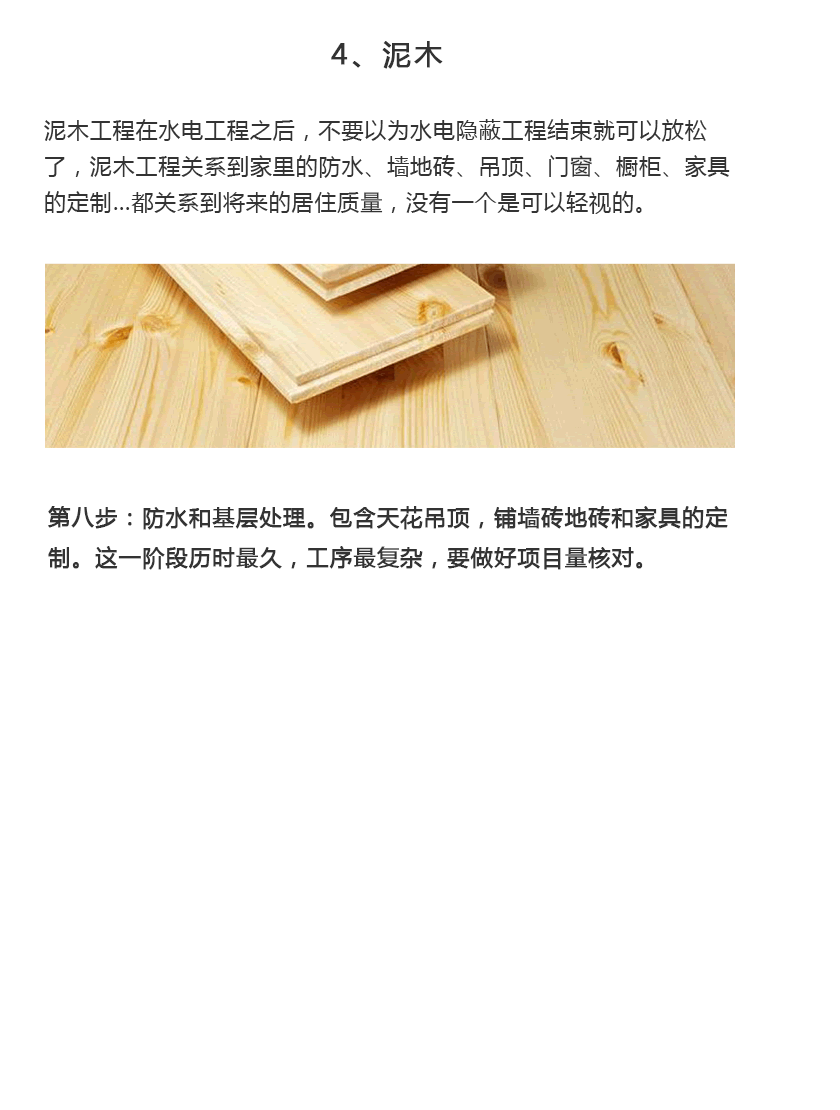 4、泥木
泥木工程在水电工程之后，不要以为水电隐蔽工程结束就可以放松
了，泥木工程关系到家里的防水、墙地砖、吊顶、门窗、橱柜、家具
的定制...都关系到将来的居住质量，没有一个是可以轻视的。
第八步：防水和基层处理。包含天花吊顶，铺墙砖地砖和家具的定
制。这一阶段历时最久，工序最复杂，要做好项目量核对。